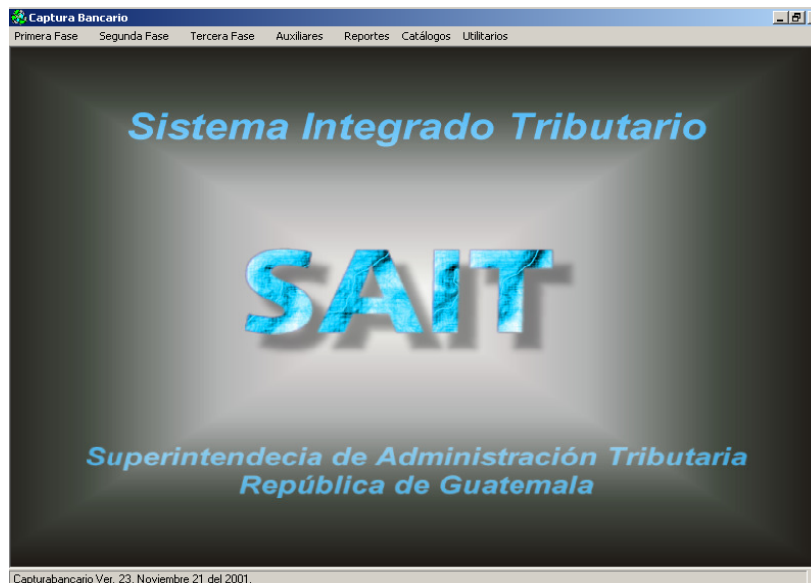 Captura Bancario
Primera Fase Segunda Fase Tercera Fase Auxiliares Reportes Catálogos Utilitarios
Sistema Integrado Tributario
SAIT
Superintendecia de Administración Tributaria
República de Guatemala
Capturabancario Ver. 23. Noviembre 21 del 2001.